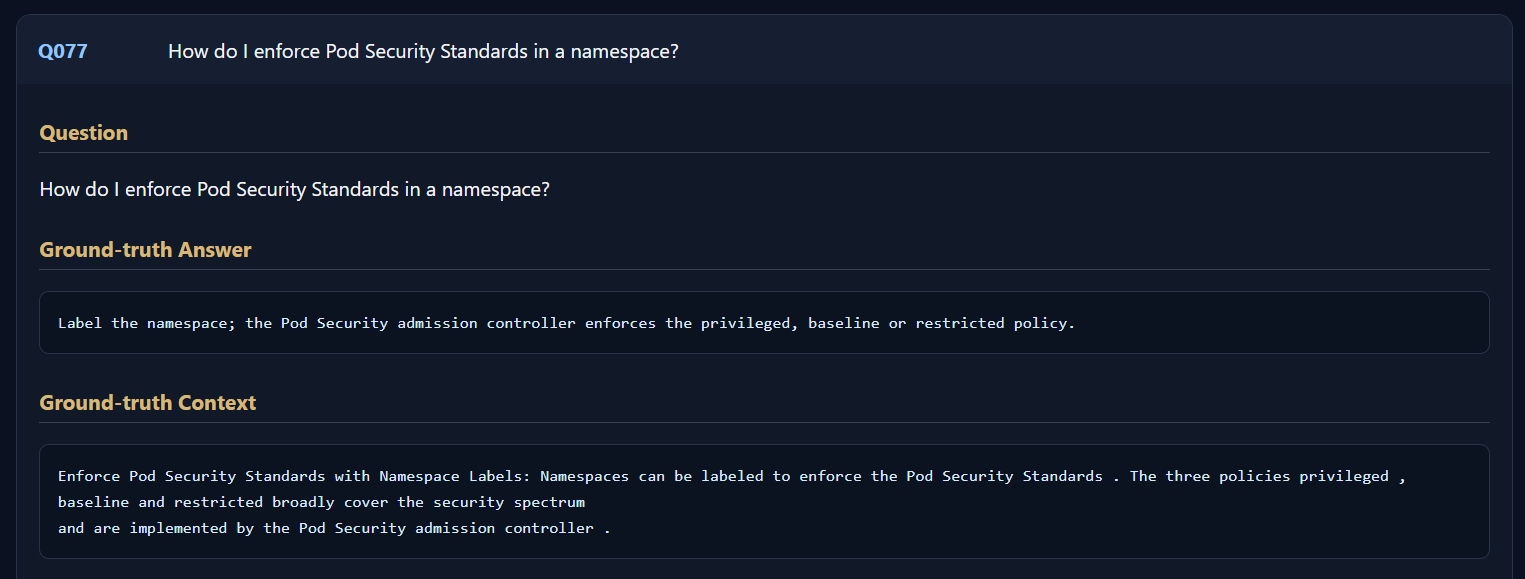 Q077 How do I enforce Pod Security Standards in a namespace?
Question
How do I enforce Pod Security Standards in a namespace?
Ground-truth Answer
Label the namespace; the Pod Security admission controller enforces the privileged, baseline or restricted policy.
Ground-truth Context
Enforce Pod Security Standards with Namespace Labels: Namespaces can be labeled to enforce the Pod Security Standards . The three policies privileged ,
baseline and restricted broadly cover the security spectrum
and are implemented by the Pod Security admission controller .